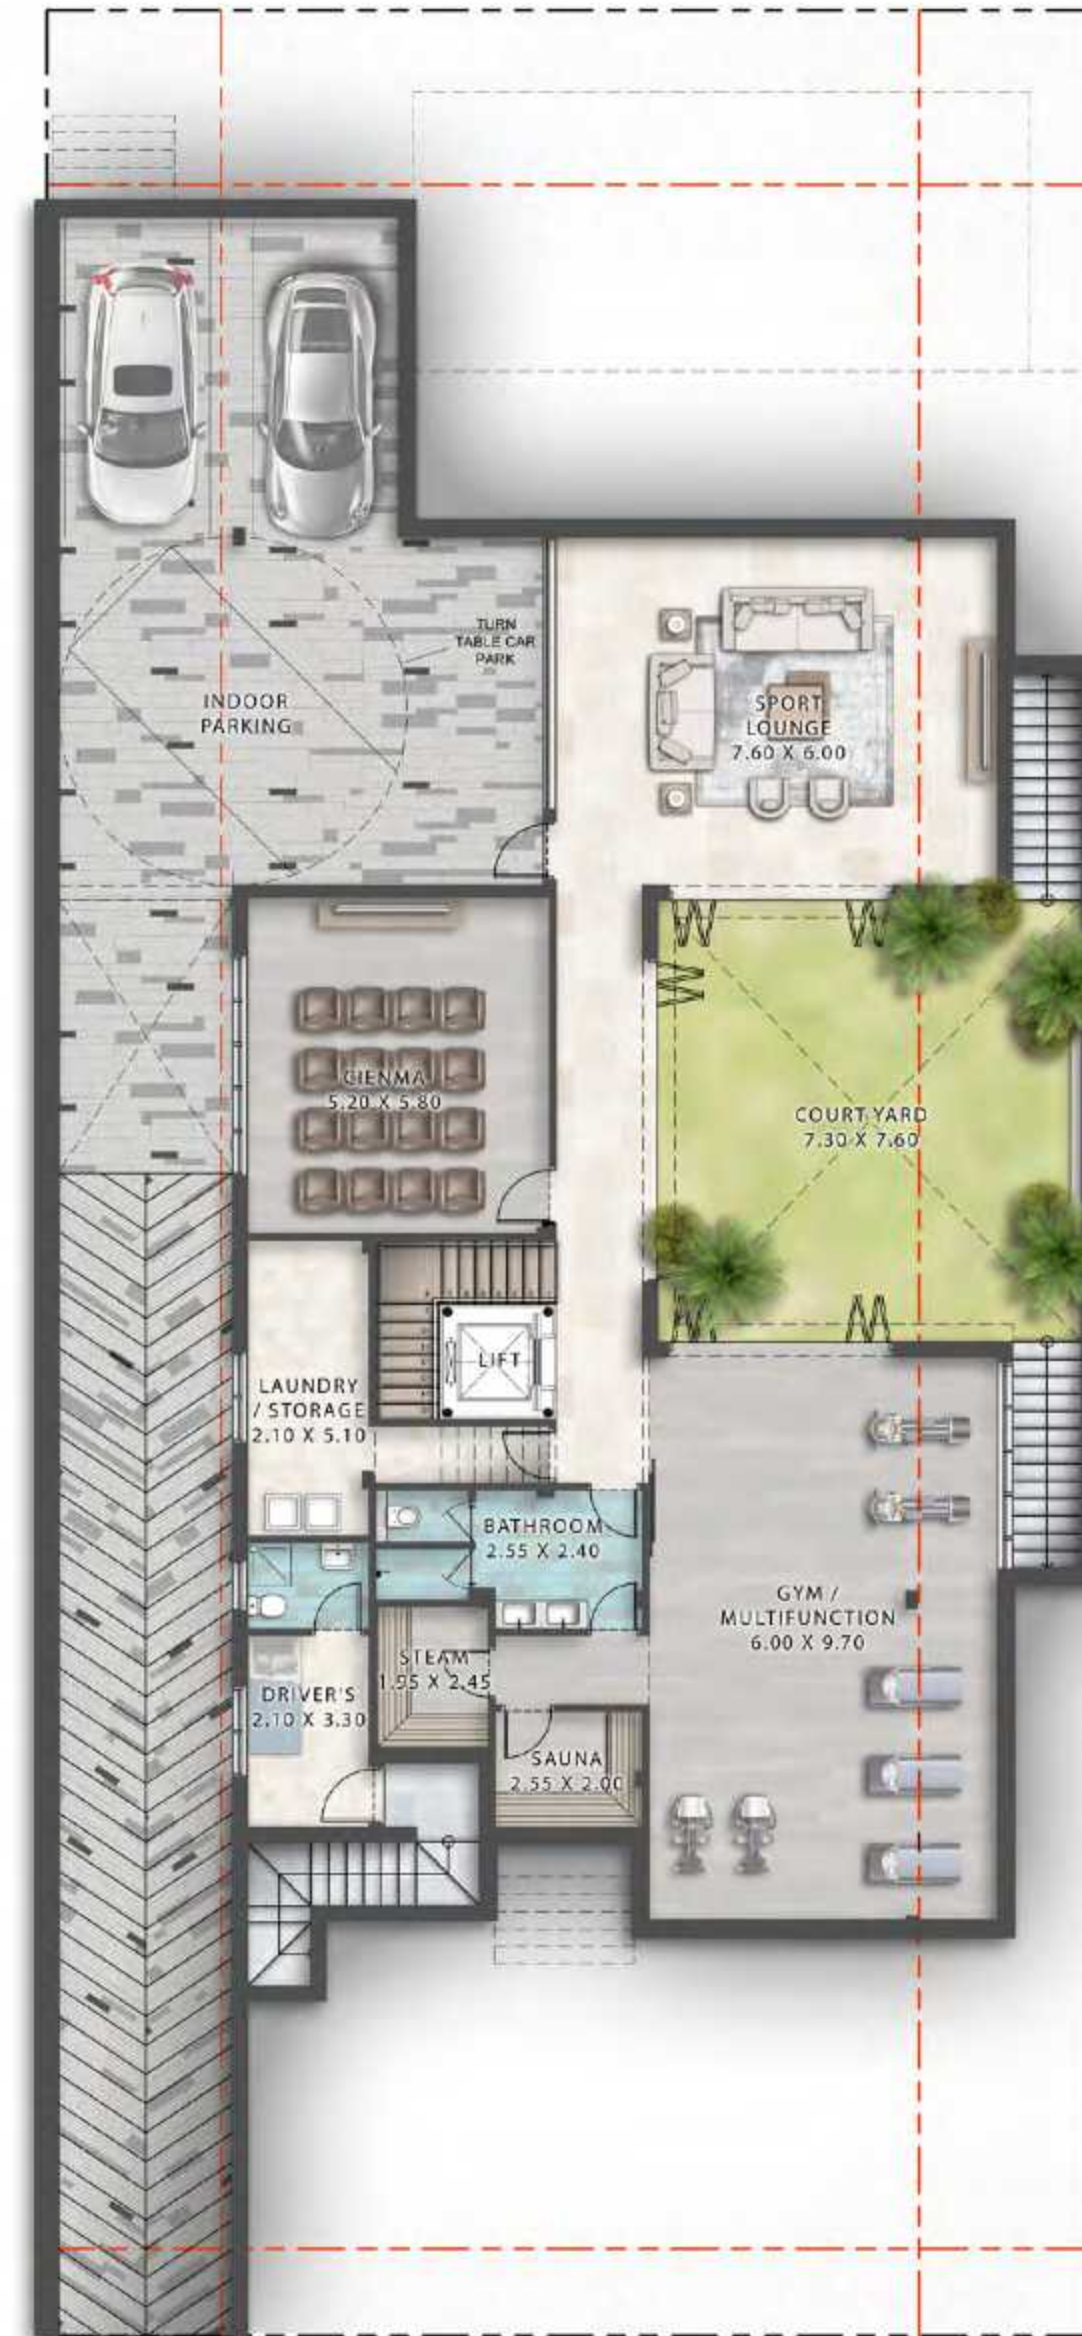 TURN
TABLE CAR
PARK
INDOOR
PARKING
SPORT
LOUNGE
7.60 X 6.00
CIENMA
5.20 X 5.80
COURT YARD
7.30 X 7.60
LIFT
LAUNDRY
/ STORAGE
2.10 X 5.10
BATHROOM
2.55 X 2.40
GYM /
MULTIFUNCTION
6.00 X 9.70
STEAM
1.95 X 2.45
DRIVER'S
2.10 X 3.30
SAUNA
2.55 X 2.00